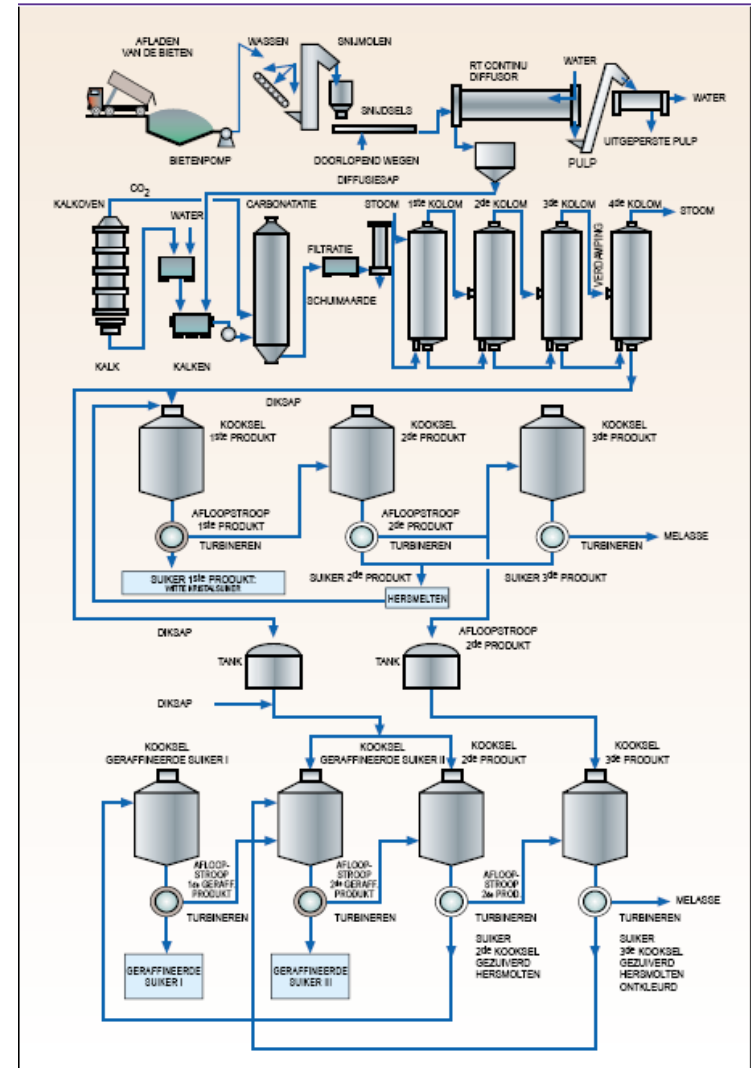 AFLADEN
VAN DE BIETEN
WASSEN
SNIJMOLEN
RT CONTINU
DIFFUSOR
WATER
WATER
SNIJDSELS
BIETENPOMP
DOORLOPEND WEGEN
PULP
UITGEPERSTE PULP
DIFFUSIESAP
CO2
KALKOVEN
WATER
CARBONATATIE
STOOM
1ste KOLOM
2de KOLOM
3de KOLOM
4de KOLOM
STOOM
FILTRATIE
VERDAMPING
SCHUIMAARDE
KALK
KALKEN
DIKSAP
KOOKSEL
1ste PRODUKT
KOOKSEL
2de PRODUKT
KOOKSEL
3de PRODUKT
AFLOOPSTROOP
1ste PRODUKT
TURBINEREN
AFLOOPSTROOP
2de PRODUKT
TURBINEREN
TURBINEREN
MELASSE
SUIKER 1ste PRODUKT:
WITTE KRISTALSUIKER
SUIKER 2de PRODUKT
SUIKER 3de PRODUKT
HERSMELTEN
DIKSAP
AFLOOPSTROOP
2de PRODUKT
TANK
TANK
DIKSAP
KOOKSEL
GERAFFINEERDE SUIKER I
KOOKSEL
GERAFFINEERDE SUIKER II
KOOKSEL
2de PRODUKT
KOOKSEL
3de PRODUKT
AFLOOP-
STROOP
1de GERAFF.
PRODUKT
TURBINEREN
AFLOOP-
STROOP
2de GERAFF.
PRODUKT
TURBINEREN
AFLOOP-
STROOP
2de PROD.
TURBINEREN
TURBINEREN
MELASSE
GERAFFINEERDE
SUIKER I
GERAFFINEERDE
SUIKER III
SUIKER
2de KOOKSEL
GEZUIVERD
HERSMOLTEN
SUIKER
3de KOOKSEL
GEZUIVERD
HERSMOLTEN
ONTKLEURD